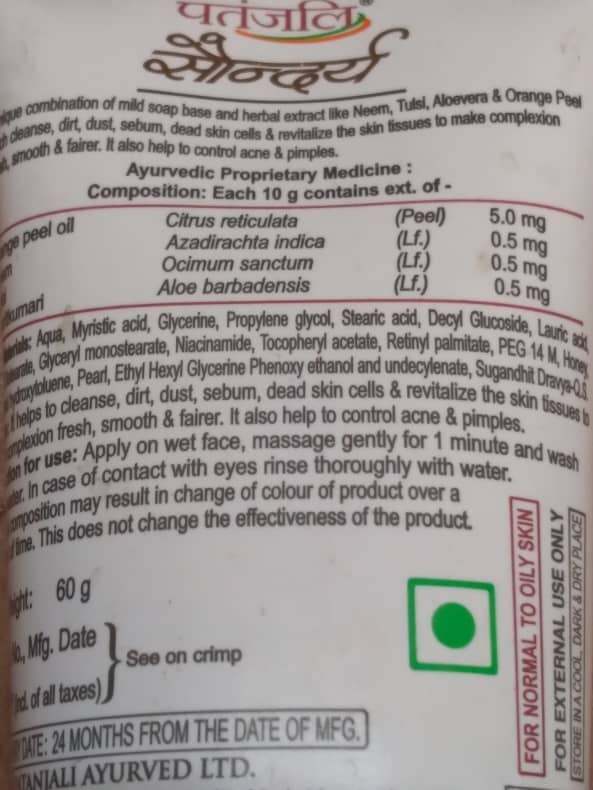 पतंजलि®
सौन्दर्य
combination of mild soap base and herbal extract like Neem, Tulsi, Aloevera & Orange Peel
cleanse, dirt, dust, sebum, dead skin cells & revitalize the skin tissues to make complexion
smooth & fairer. It also help to control acne & pimples.
Ayurvedic Proprietary Medicine :
Composition: Each 10 g contains ext. of -
peel oil Citrus reticulata (Peel) 5.0 mg
Azadirachta indica (Lf.) 0.5 mg
Ocimum sanctum (Lf.) 0.5 mg
Aloe barbadensis (Lf.) 0.5 mg
Aqua, Myristic acid, Glycerine, Propylene glycol, Stearic acid, Decyl Glucoside, Lauric acid,
Glyceryl monostearate, Niacinamide, Tocopheryl acetate, Retinyl palmitate, PEG 14 M, Honey
Pearl, Ethyl Hexyl Glycerine Phenoxy ethanol and undecylenate, Sugandhit Dravya-Q.S.
helps to cleanse, dirt, dust, sebum, dead skin cells & revitalize the skin tissues to
fresh, smooth & fairer. It also help to control acne & pimples.
for use: Apply on wet face, massage gently for 1 minute and wash
In case of contact with eyes rinse thoroughly with water.
may result in change of colour of product over a
time. This does not change the effectiveness of the product.
60 g
Mfg. Date
See on crimp
of all taxes)
DATE: 24 MONTHS FROM THE DATE OF MFG.
AYURVED LTD.
FOR NORMAL TO OILY SKIN
FOR EXTERNAL USE ONLY
STORE IN A COOL, DARK & DRY PLACE